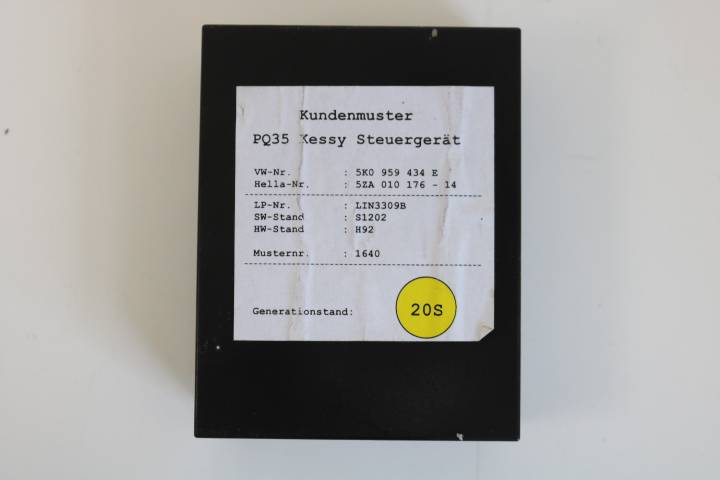 Kundenmuster
PQ35 Kessy Steuergerät
VW-Nr. : 5K0 959 434 E
Hella-Nr. : 5ZA 010 176 - 14
LP-Nr. : LIN3309B
SW-Stand : S1202
HW-Stand : H92
Musternr. : 1640
Generationstand: 20S